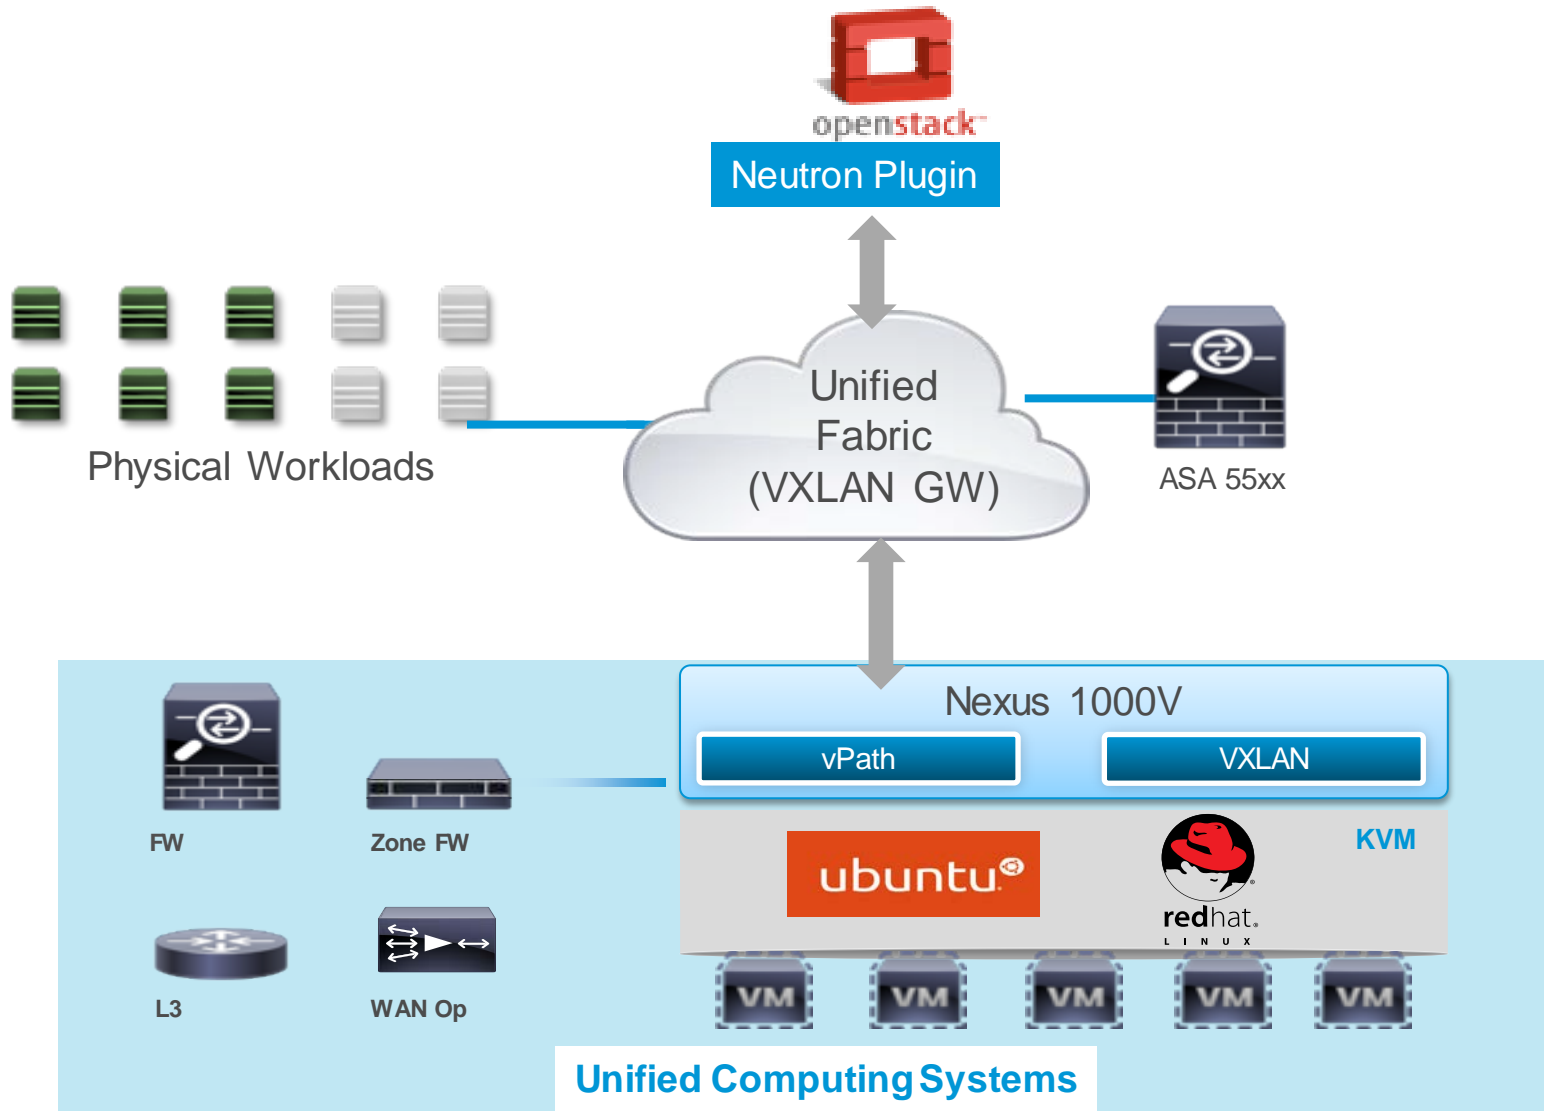 openstack™
Neutron Plugin
Unified
Fabric
(VXLAN GW)
Physical Workloads
ASA 55xx
Nexus 1000V
vPath
VXLAN
FW
Zone FW
ubuntu®
redhat®
LINUX
KVM
L3
WAN Op
VM
VM
VM
VM
VM
Unified Computing Systems